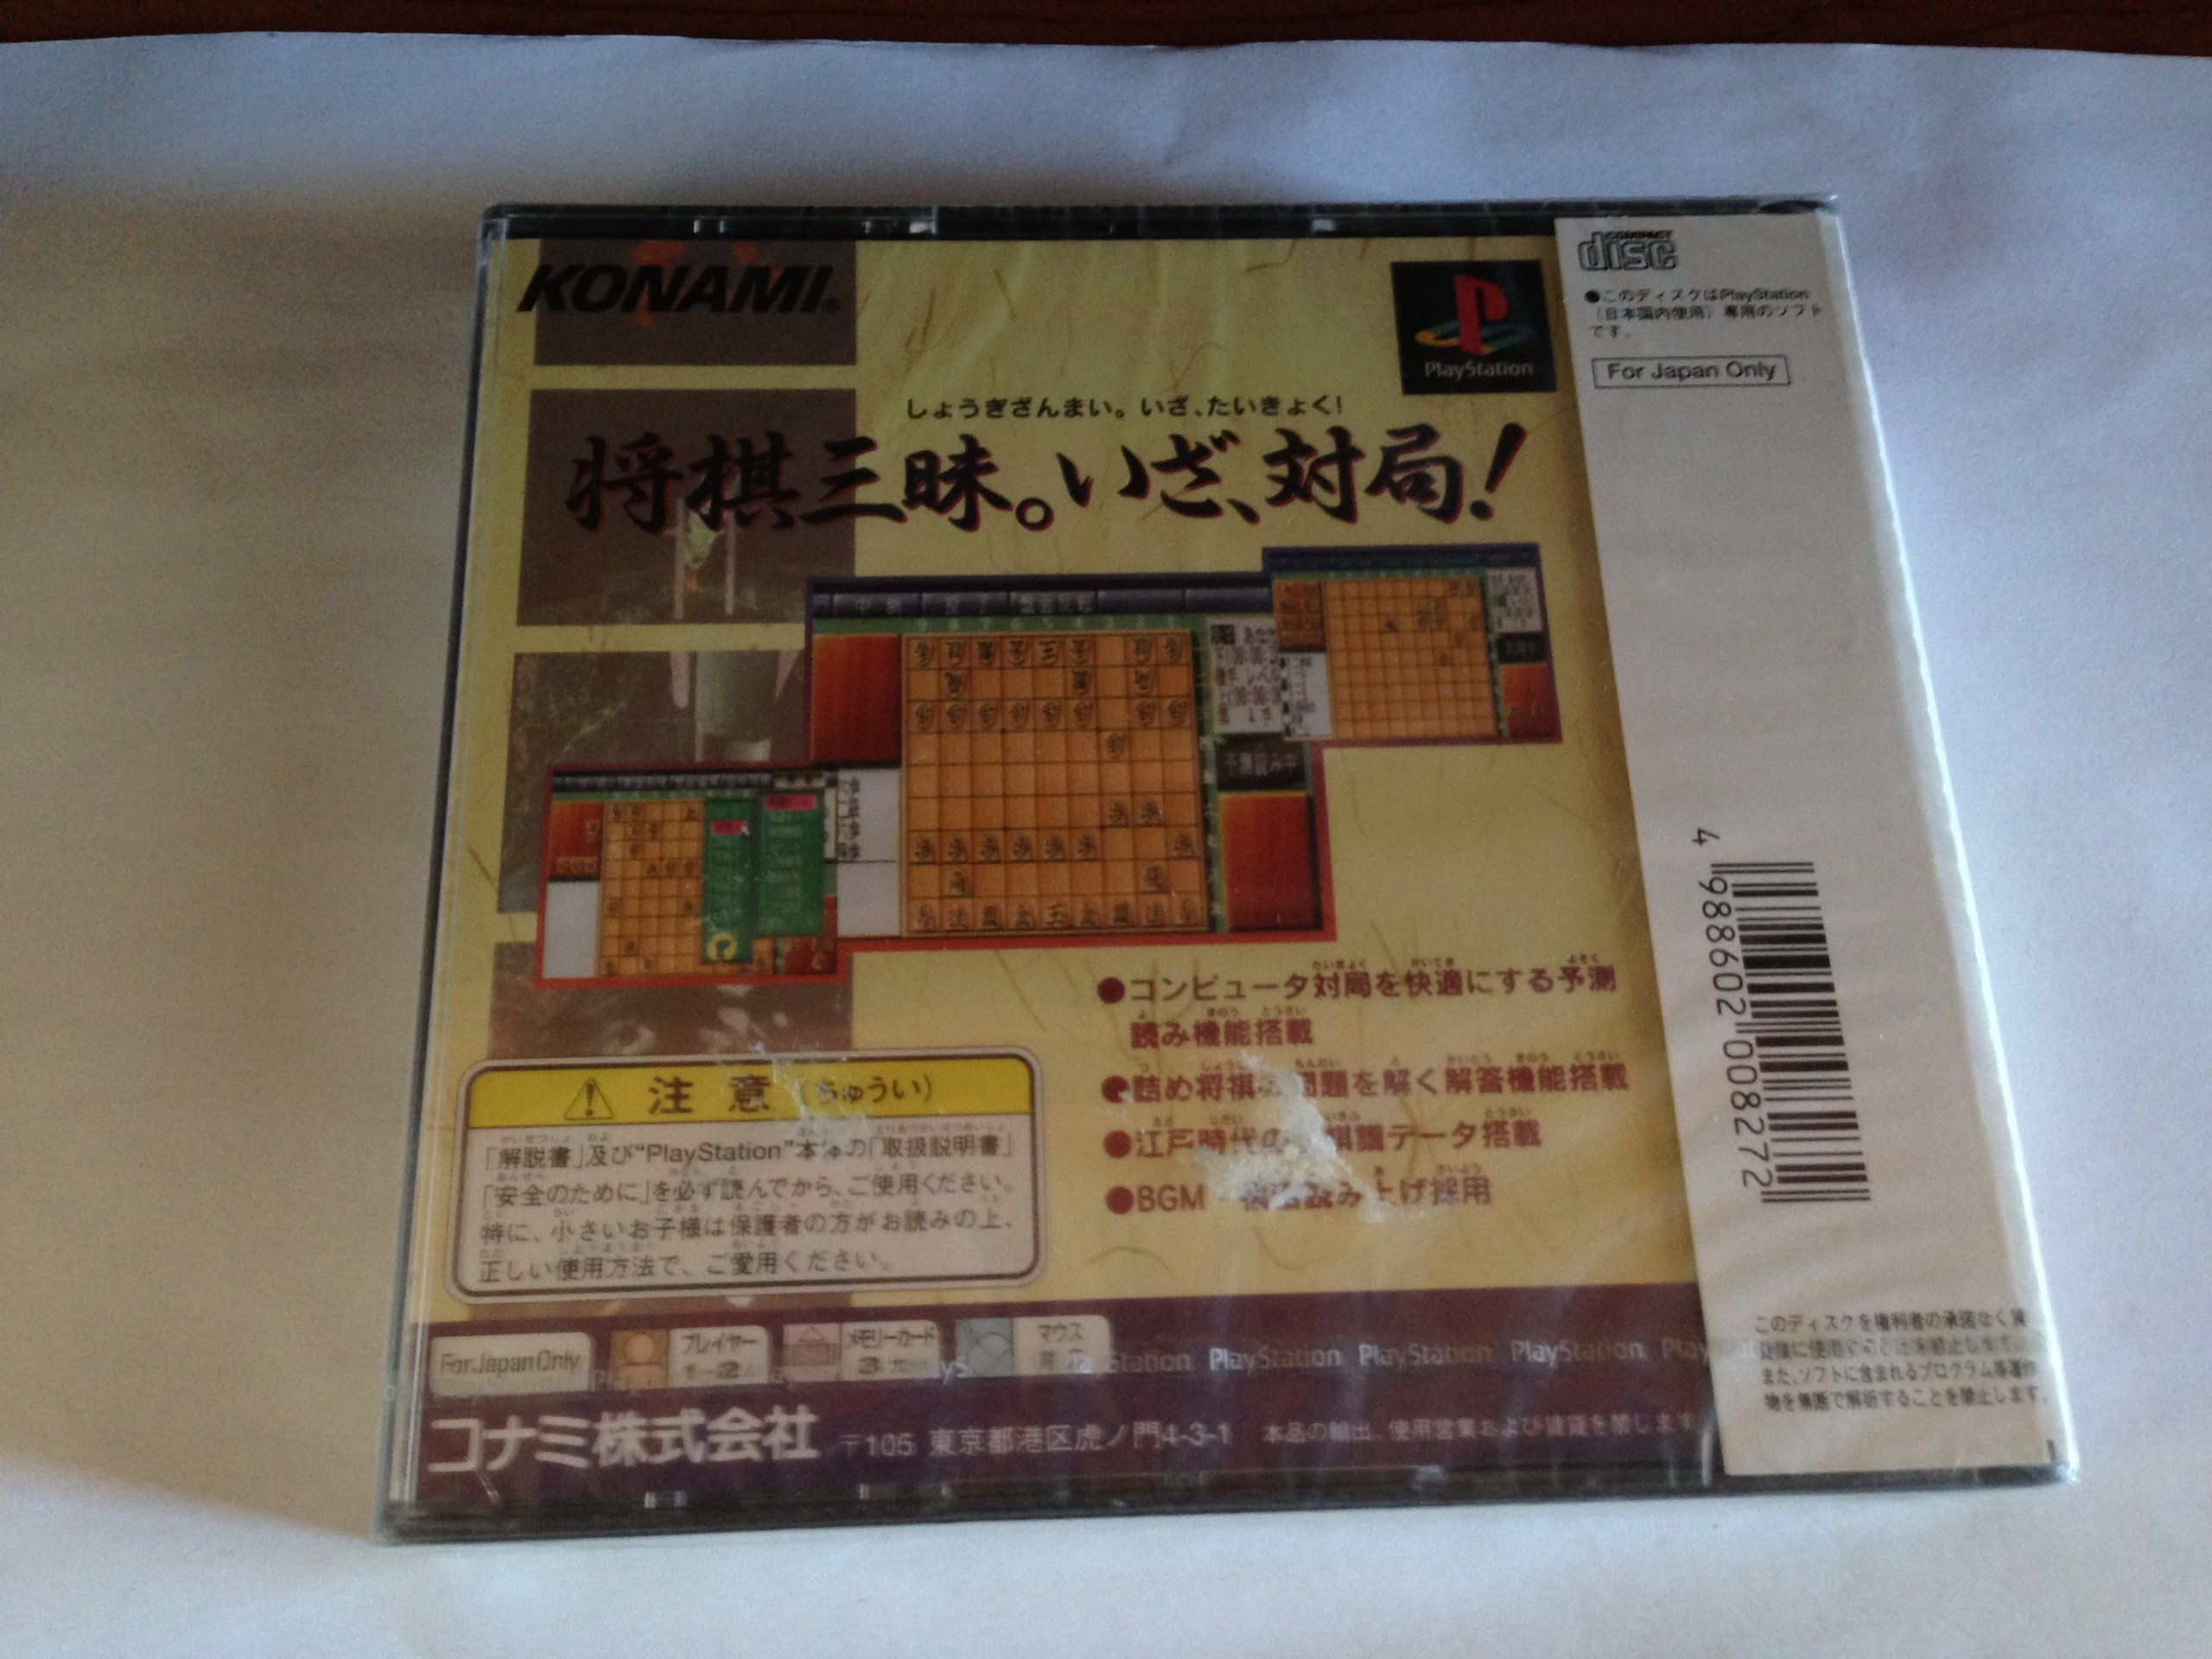 KONAMI
PlayStation
しょうぎざんまい。いざ、たいきょく!
将棋三昧。いざ、対局!
予測読み中
●コンピュータ対局を快適にする予測
読み機能搭載
●詰め将棋の問題を解く解答機能搭載
●江戸時代の 棋譜データ搭載
●BGM 読み上げ採用
注意(ちゅうい)
「解説書」及び“PlayStation”本体の「取扱説明書」
「安全のために」を必ず読んでから、ご使用ください。
特に、小さいお子様は保護者の方がお読みの上、
正しい使用方法で、ご愛用ください。
For Japan Only
プレイヤー
メモリーカード
マウス
Station PlayStation PlayStation PlayStation
コナミ株式会社
〒105 東京都港区虎ノ門4-3-1 本品の輸出、使用営業および賃貸を禁じます
COMPACT
disc
●このディスクはPlayStation
(日本国内使用)専用のソフト
です。
For Japan Only
4 988602 008272
このディスクを権利者の承諾なく賃
貸業に使用することを禁止します。
また、ソフトに含まれるプログラム等著作
物を無断で解析することを禁止します。